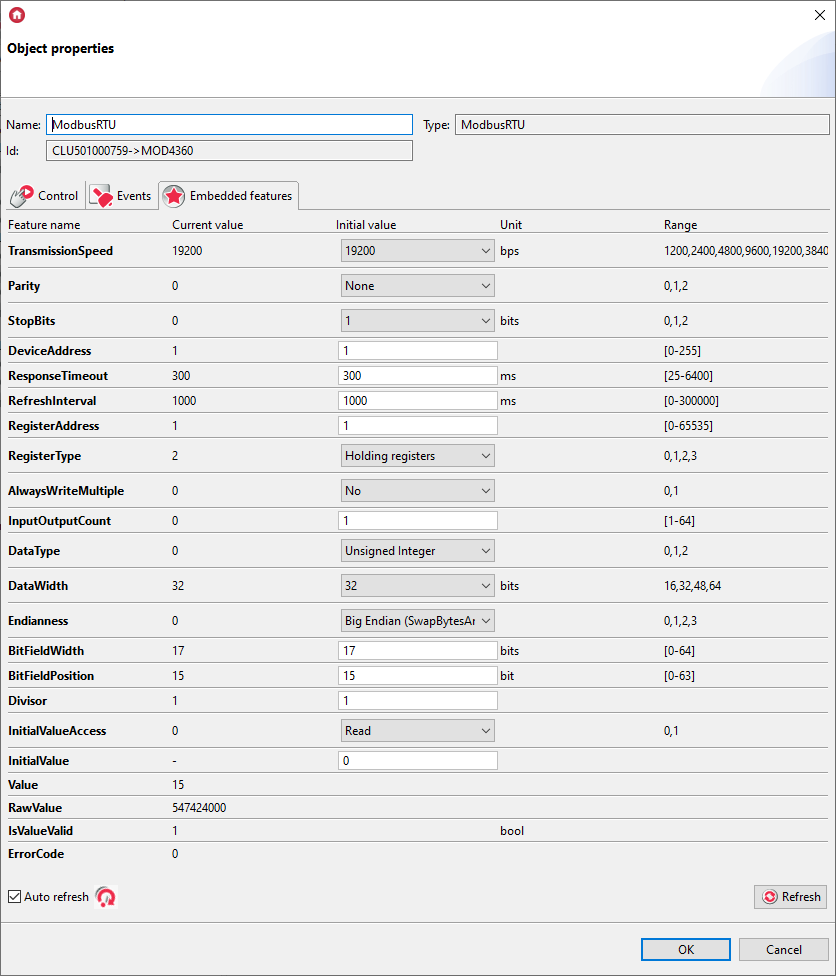 Object properties
Name: ModbusRTU Type: ModbusRTU
Id: CLU501000759->MOD4360
Control Events Embedded features
Feature name Current value Initial value Unit Range
TransmissionSpeed 19200 19200 bps 1200,2400,4800,9600,19200,3840
Parity 0 None 0,1,2
StopBits 0 1 bits 0,1,2
DeviceAddress 1 1 [0-255]
ResponseTimeout 300 300 ms [25-6400]
RefreshInterval 1000 1000 ms [0-300000]
RegisterAddress 1 1 [0-65535]
RegisterType 2 Holding registers 0,1,2,3
AlwaysWriteMultiple 0 No 0,1
InputOutputCount 0 1 [1-64]
DataType 0 Unsigned Integer 0,1,2
DataWidth 32 32 bits 16,32,48,64
Endianness 0 Big Endian (SwapBytesAr 0,1,2,3
BitFieldWidth 17 17 bits [0-64]
BitFieldPosition 15 15 bit [0-63]
Divisor 1 1
InitialValueAccess 0 Read 0,1
InitialValue - 0
Value 15
RawValue 547424000
IsValueValid 1 bool
ErrorCode 0
Auto refresh Refresh
OK Cancel